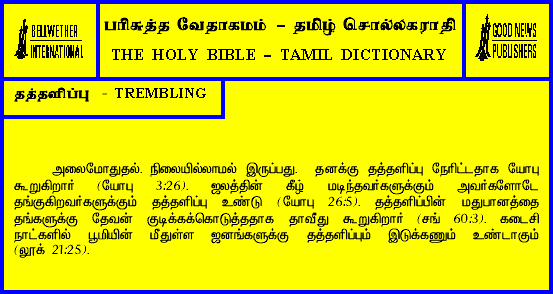 BELLWETHER
INTERNATIONAL
பரிசுத்த வேதாகமம் – தமிழ் சொல்லகராதி
THE HOLY BIBLE – TAMIL DICTIONARY
GOOD NEWS
PUBLISHERS
தத்தளிப்பு - TREMBLING
அலைமோதுதல். நிலையில்லாமல் இருப்பது. தனக்கு தத்தளிப்பு நேரிட்டதாக யோபு
கூறுகிறார் (யோபு 3:26). ஜலத்தின் கீழ் மடிந்தவர்களுக்கும் அவர்களோடே
தங்குகிறவர்களுக்கும் தத்தளிப்பு உண்டு (யோபு 26:5). தத்தளிப்பின் மதுபானத்தை
தங்களுக்கு தேவன் குடிக்கக்கொடுத்ததாக தாவீது கூறுகிறார் (சங் 60:3). கடைசி
நாட்களில் பூமியின் மீதுள்ள ஜனங்களுக்கு தத்தளிப்பும் இடுக்கணும் உண்டாகும்
(லூக் 21:25).